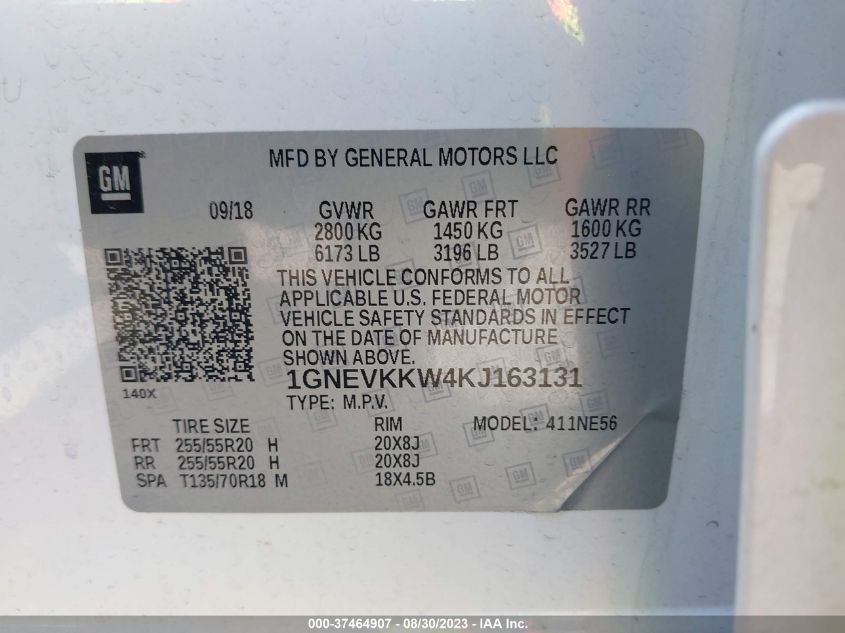 MFD BY GENERAL MOTORS LLC
GM
09/18 GVWR GAWR FRT GAWR RR
2800 KG 1450 KG 1600 KG
6173 LB 3196 LB 3527 LB
THIS VEHICLE CONFORMS TO ALL
APPLICABLE U.S. FEDERAL MOTOR
VEHICLE SAFETY STANDARDS IN EFFECT
ON THE DATE OF MANUFACTURE
SHOWN ABOVE.
1GNEVKKW4KJ163131
140X
TYPE: M.P.V.
TIRE SIZE RIM MODEL: 411NE56
FRT 255/55R20 H 20X8J
RR 255/55R20 H 20X8J
SPA T135/70R18 M 18X4.5B
000-37464907 - 08/30/2023 - IAA Inc.